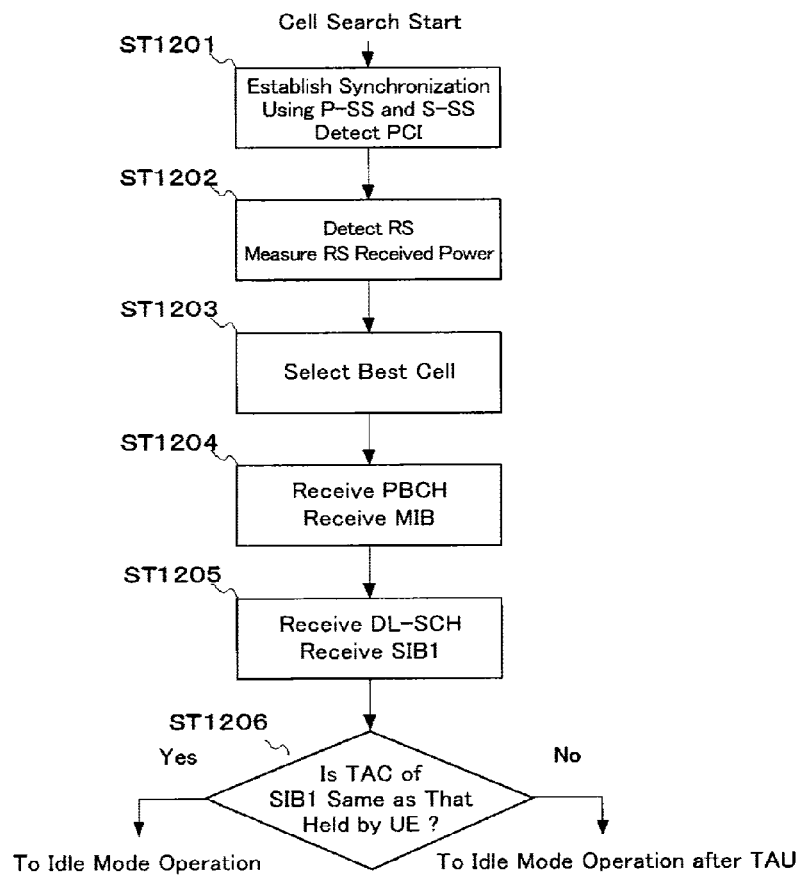 Cell Search Start
ST1201
Establish Synchronization
Using P-SS and S-SS
Detect PCI
ST1202
Detect RS
Measure RS Received Power
ST1203
Select Best Cell
ST1204
Receive PBCH
Receive MIB
ST1205
Receive DL-SCH
Receive SIB1
ST1206
Yes
No
Is TAC of
SIB1 Same as That
Held by UE ?
To Idle Mode Operation
To Idle Mode Operation after TAU